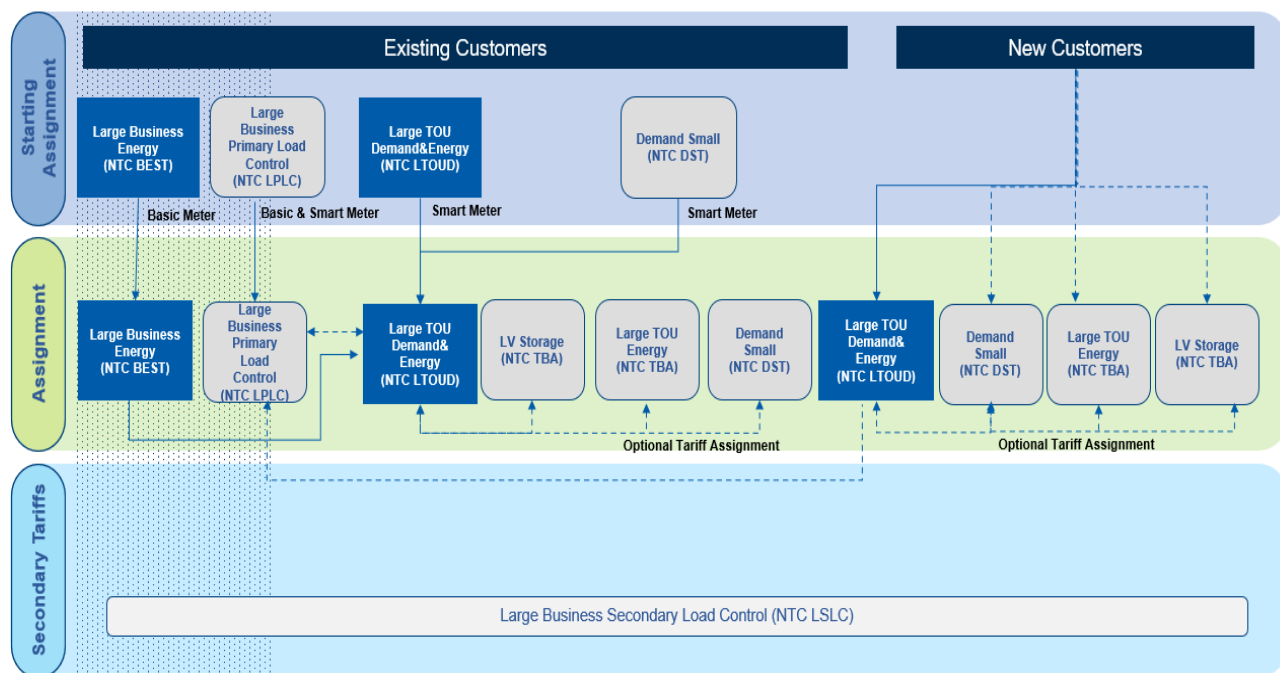 Starting
Assignment
Existing Customers
New Customers
Large Business
Energy
(NTC BEST)
Large
Business
Primary Load
Control
(NTC LPLC)
Large TOU
Demand&Energy
(NTC LTOUD)
Demand Small
(NTC DST)
Basic Meter
Basic & Smart Meter
Smart Meter
Smart Meter
Assignment
Large Business
Energy
(NTC BEST)
Large
Business
Primary
Load
Control
(NTC LPLC)
Large TOU
Demand&
Energy
(NTC LTOUD)
LV Storage
(NTC TBA)
Large TOU
Energy
(NTC TBA)
Demand
Small
(NTC DST)
Large TOU
Demand&
Energy
(NTC LTOUD)
Demand
Small
(NTC DST)
Large TOU
Energy
(NTC TBA)
LV Storage
(NTC TBA)
Optional Tariff Assignment
Optional Tariff Assignment
Secondary Tariffs
Large Business Secondary Load Control (NTC LSLC)